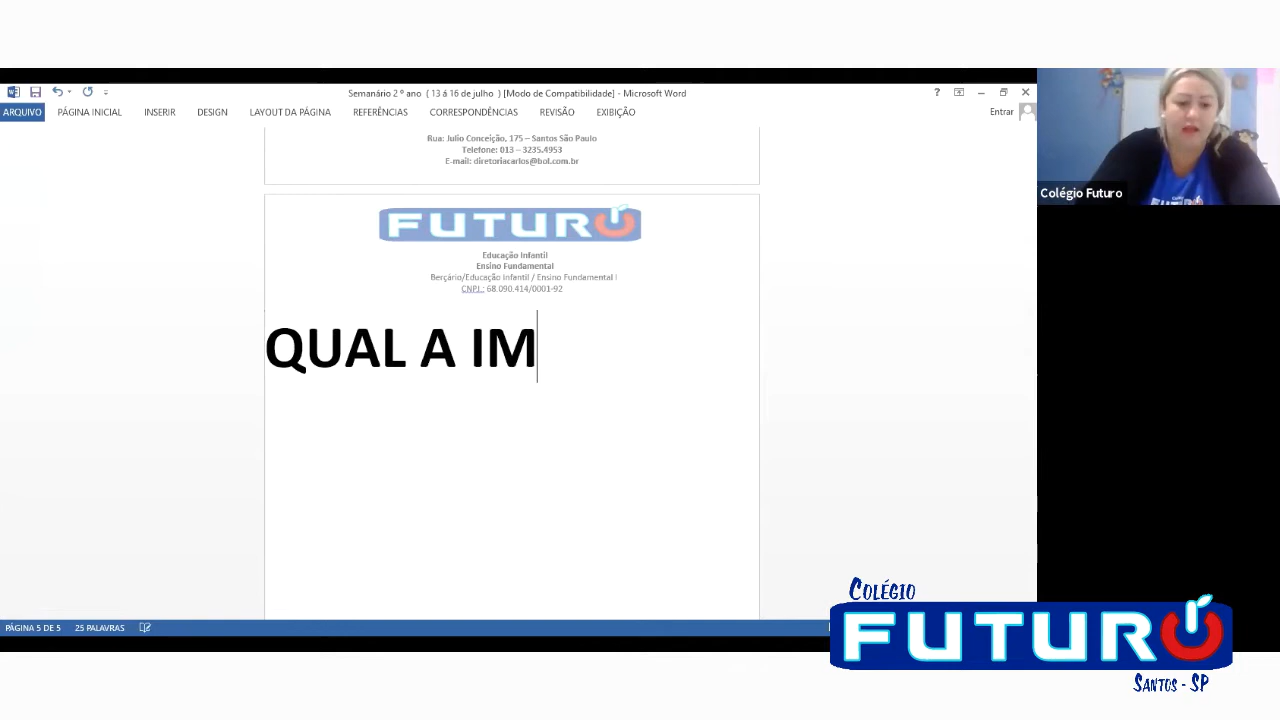 Semanário 2 º ano ( 13 á 16 de julho ) [Modo de Compatibilidade] - Microsoft Word
?
ARQUIVO PÁGINA INICIAL INSERIR DESIGN LAYOUT DA PÁGINA REFERÊNCIAS CORRESPONDÊNCIAS REVISÃO EXIBIÇÃO Entrar
Rua: Julio Conceição, 175 – Santos São Paulo
Telefone: 013 – 3235.4953
E-mail: diretoriacarlos@bol.com.br
Colégio Futuro
FUTURO
Educação Infantil
Ensino Fundamental
Berçário/Educação Infantil / Ensino Fundamental I
CNPJ.: 68.090.414/0001-92
QUAL A IM
PÁGINA 5 DE 5 25 PALAVRAS
COLÉGIO
FUTURO
SANTOS - SP